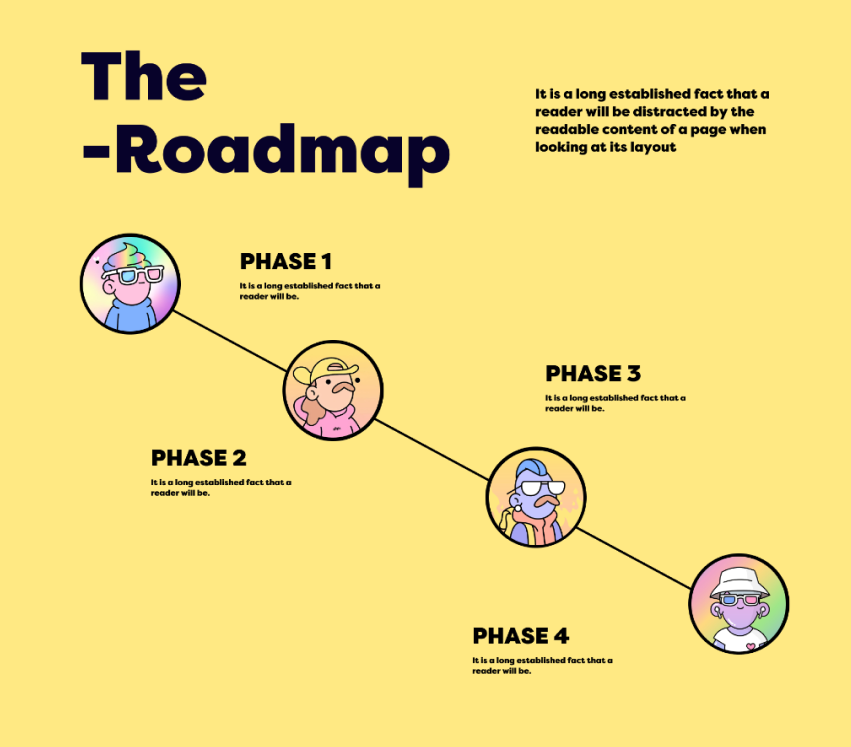 The
-Roadmap
It is a long established fact that a
reader will be distracted by the
readable content of a page when
looking at its layout
PHASE 1
It is a long established fact that a
reader will be.
PHASE 2
It is a long established fact that a
reader will be.
PHASE 3
It is a long established fact that a
reader will be.
PHASE 4
It is a long established fact that a
reader will be.